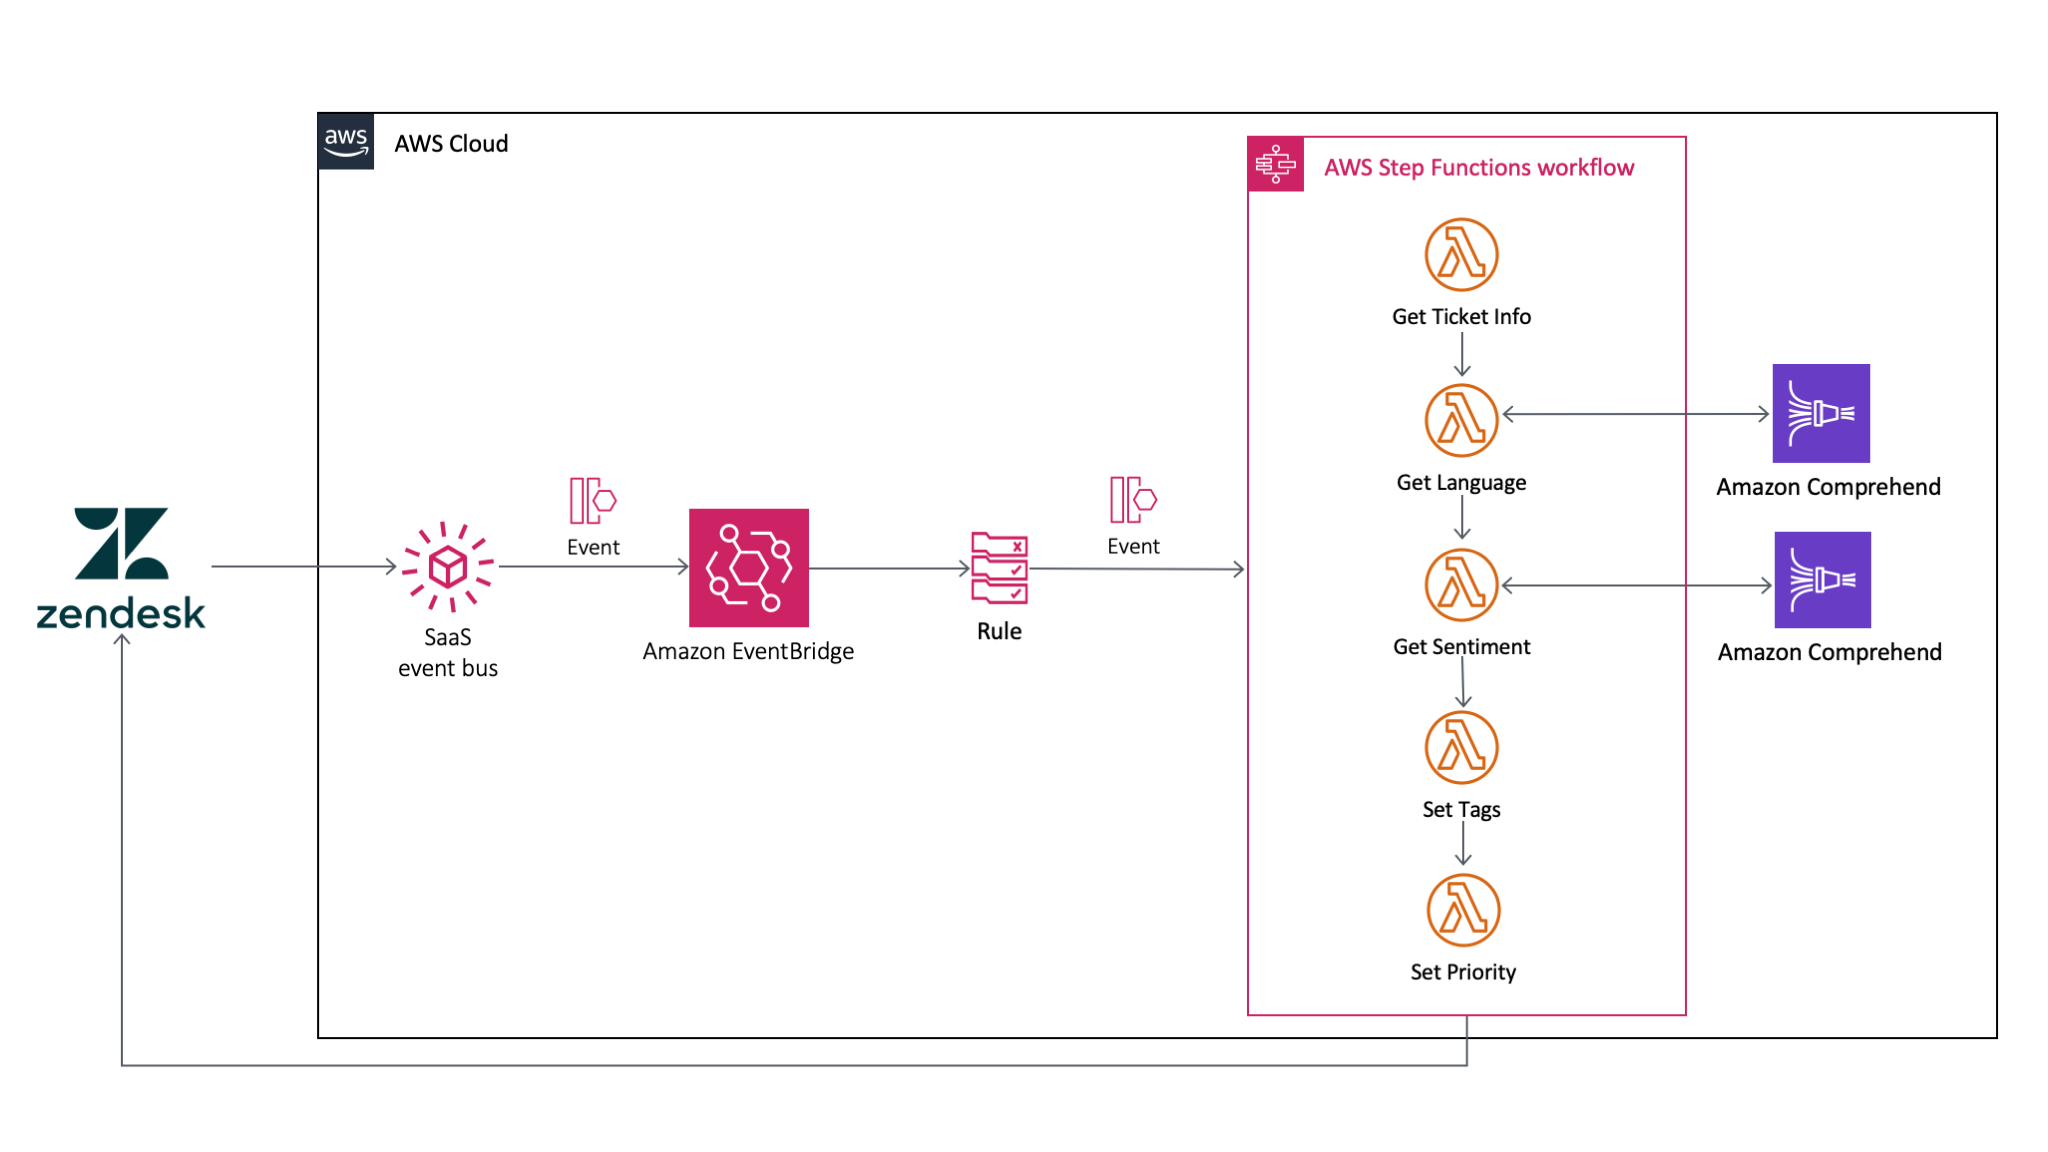 aws
AWS Cloud
AWS Step Functions workflow
Get Ticket Info
Get Language
Amazon Comprehend
Event
Event
zendesk
SaaS
event bus
Amazon EventBridge
Rule
Get Sentiment
Amazon Comprehend
Set Tags
Set Priority